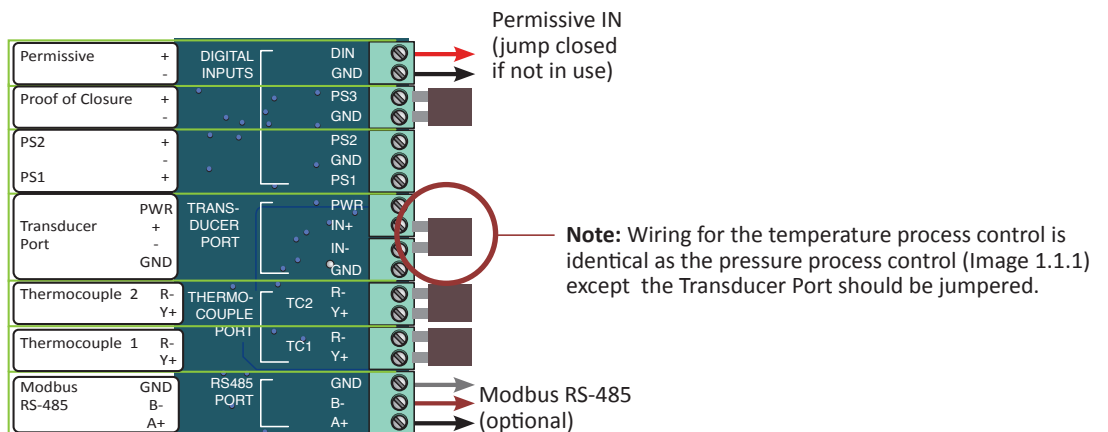 Permissive IN
(jump closed
if not in use)
Permissive +
-
DIGITAL
INPUTS
DIN
GND
Proof of Closure +
-
PS3
GND
PS2 +
-
PS1 +
PS2
GND
PS1
PWR
Transducer +
Port -
GND
TRANS-
DUCER
PORT
PWR
IN+
IN-
GND
Note: Wiring for the temperature process control is
identical as the pressure process control (Image 1.1.1)
except the Transducer Port should be jumpered.
Thermocouple 2 R-
Y+
THERMO-
COUPLE
PORT
TC2
R-
Y+
Thermocouple 1 R-
Y+
TC1
R-
Y+
Modbus GND
RS-485 B-
A+
RS485
PORT
GND
B-
A+
Modbus RS-485
(optional)